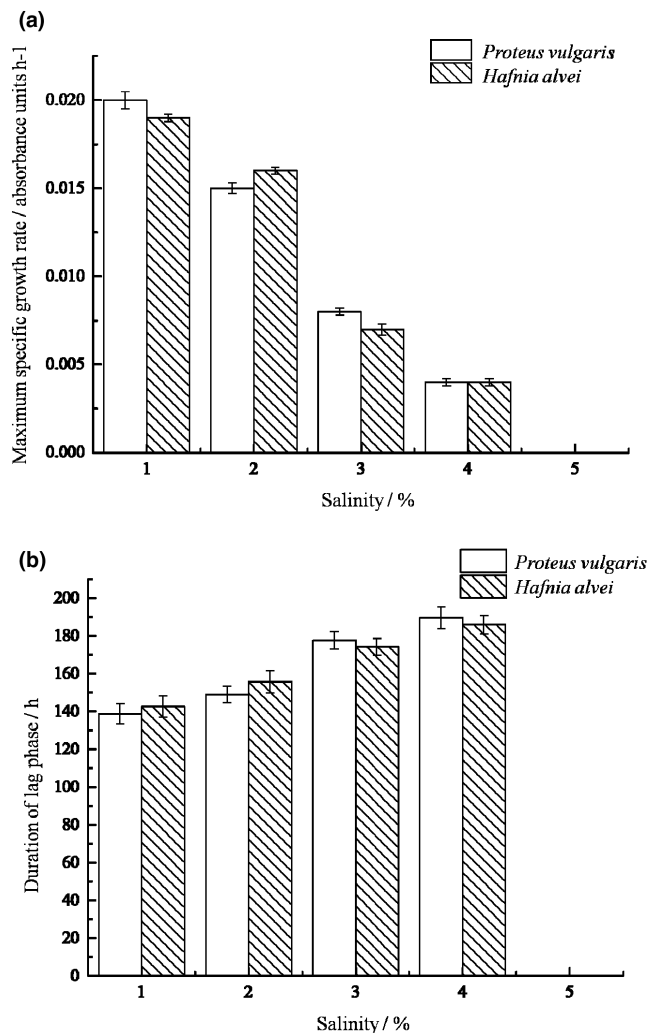 (a)
Proteus vulgaris
Hafnia alvei
Maximum specific growth rate / absorbance units h-1
0.020
0.015
0.010
0.005
0.000
1 2 3 4 5
Salinity / %
(b)
Proteus vulgaris
Hafnia alvei
Duration of lag phase / h
200
180
160
140
120
100
80
60
40
20
0
1 2 3 4 5
Salinity / %